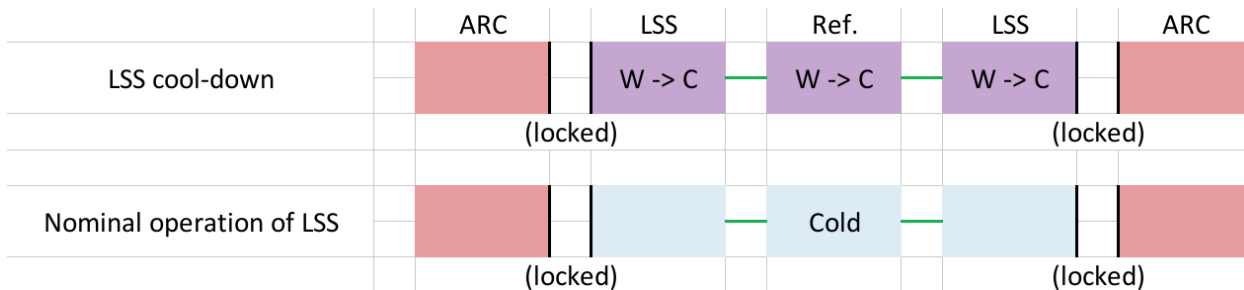 ARC LSS Ref. LSS ARC
LSS cool-down W -> C W -> C W -> C
(locked) (locked)
Nominal operation of LSS Cold
(locked) (locked)